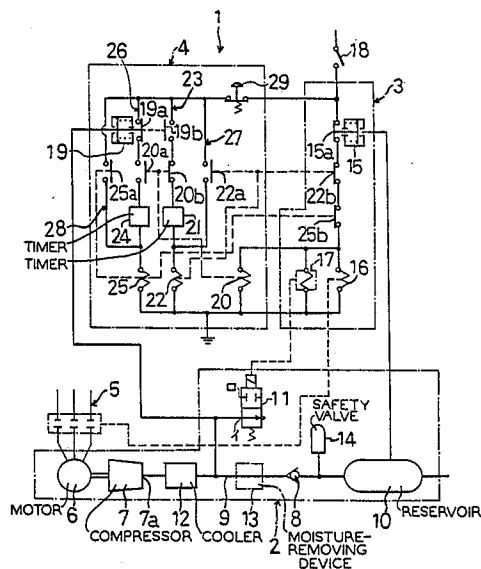 1
4
18
26
23
29
3
19a
19b
27
15a
15
19
20a
25a
20b
22a
22b
28
25b
TIMER
24
21
TIMER
17
16
25
22
20
5
11
SAFETY
VALVE
14
MOTOR
6
7
7a
12
9
13
8
10
RESERVOIR
COMPRESSOR
COOLER
2
MOISTURE-
REMOVING
DEVICE